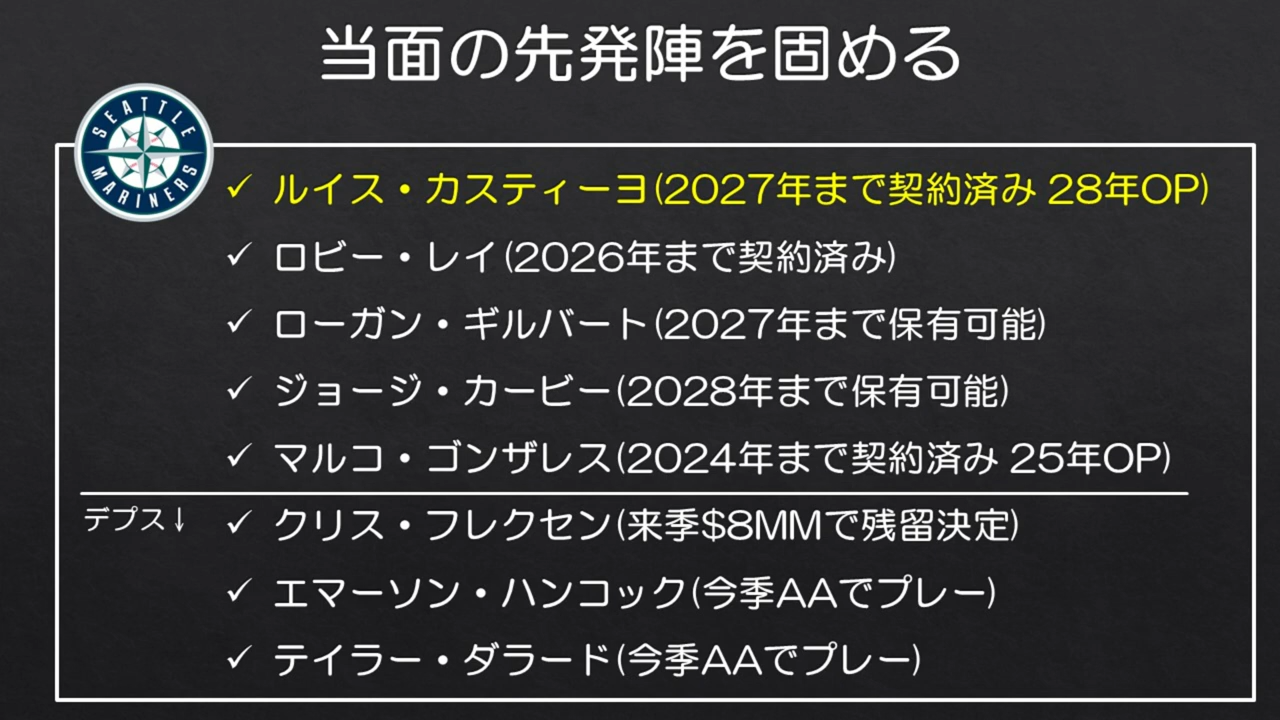 当面の先発陣を固める
SEATTLE
MARINERS
✓ ルイス・カスティーヨ(2027年まで契約済み 28年OP)
✓ ロビー・レイ(2026年まで契約済み)
✓ ローガン・ギルバート(2027年まで保有可能)
✓ ジョージ・カービー(2028年まで保有可能)
✓ マルコ・ゴンザレス(2024年まで契約済み 25年OP)
デプス↓ ✓ クリス・フレクセン(来季$8MMで残留決定)
✓ エマーソン・ハンコック(今季AAでプレー)
✓ テイラー・ダラード(今季AAでプレー)